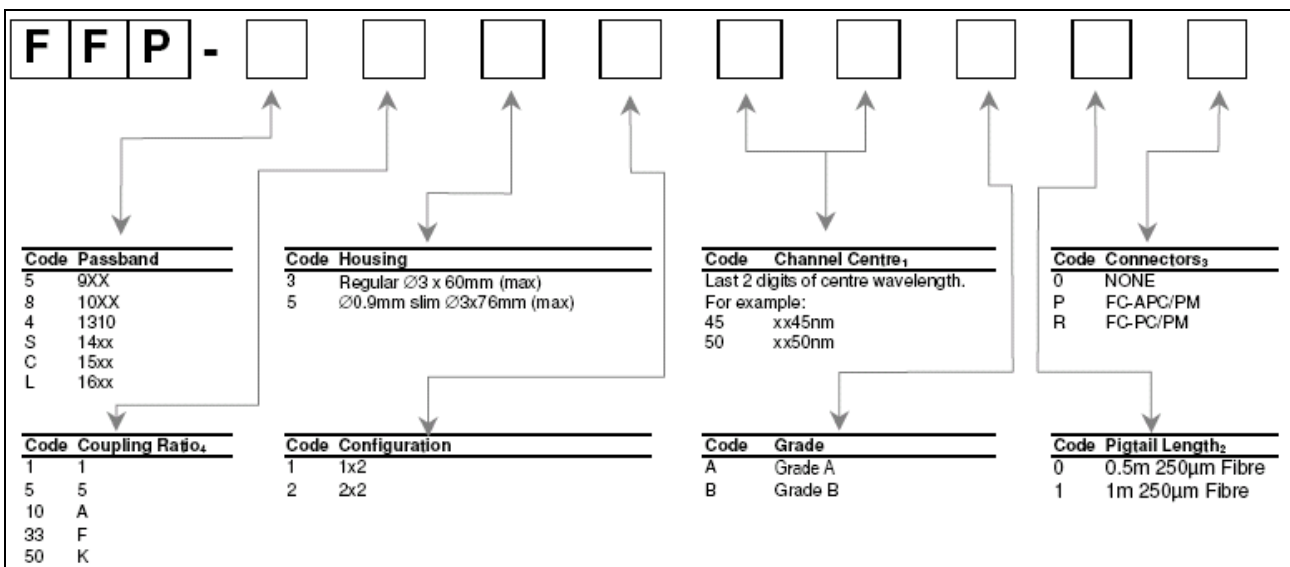 F F P -
Code Passband
5 9XX
8 10XX
4 1310
S 14xx
C 15xx
L 16xx
Code Housing
3 Regular Ø3 x 60mm (max)
5 Ø0.9mm slim Ø3x76mm (max)
Code Channel Centre₁
Last 2 digits of centre wavelength.
For example:
45 xx45nm
50 xx50nm
Code Connectors₃
0 NONE
P FC-APC/PM
R FC-PC/PM
Code Coupling Ratio₄
1 1
5 5
10 A
33 F
50 K
Code Configuration
1 1x2
2 2x2
Code Grade
A Grade A
B Grade B
Code Pigtail Length₂
0 0.5m 250µm Fibre
1 1m 250µm Fibre